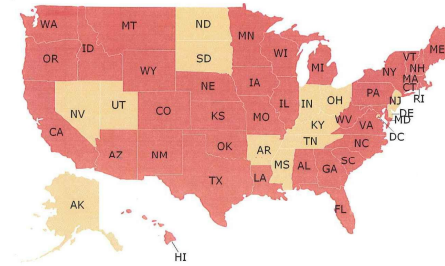 WA
MT
ND
MN
ME
OR
ID
SD
WI
MI
VT
NH
NY
MA
CT
RI
WY
IA
PA
NJ
NE
IL
IN
OH
DE
MD
NV
UT
CO
KS
MO
KY
WV
VA
DC
CA
AZ
NM
OK
AR
TN
NC
SC
TX
LA
MS
AL
GA
FL
AK
HI